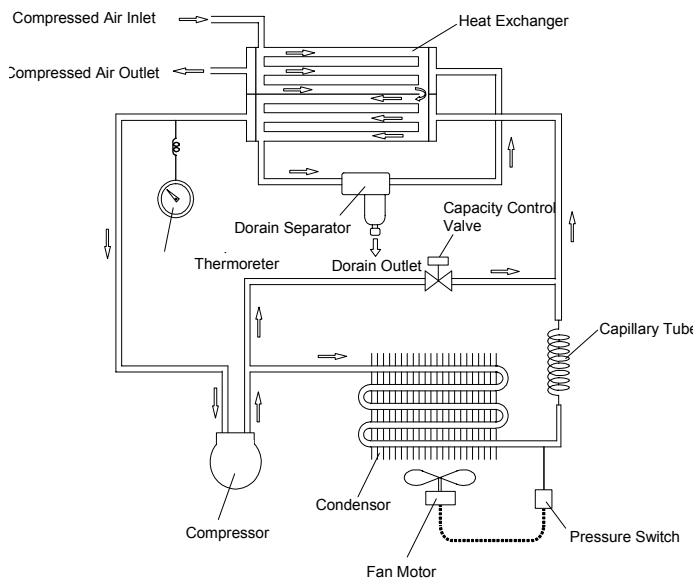 Compressed Air Inlet
Heat Exchanger
Compressed Air Outlet
Dorain Separator
Capacity Control
Valve
Thermoreter
Dorain Outlet
Capillary Tube
Condensor
Compressor
Pressure Switch
Fan Motor